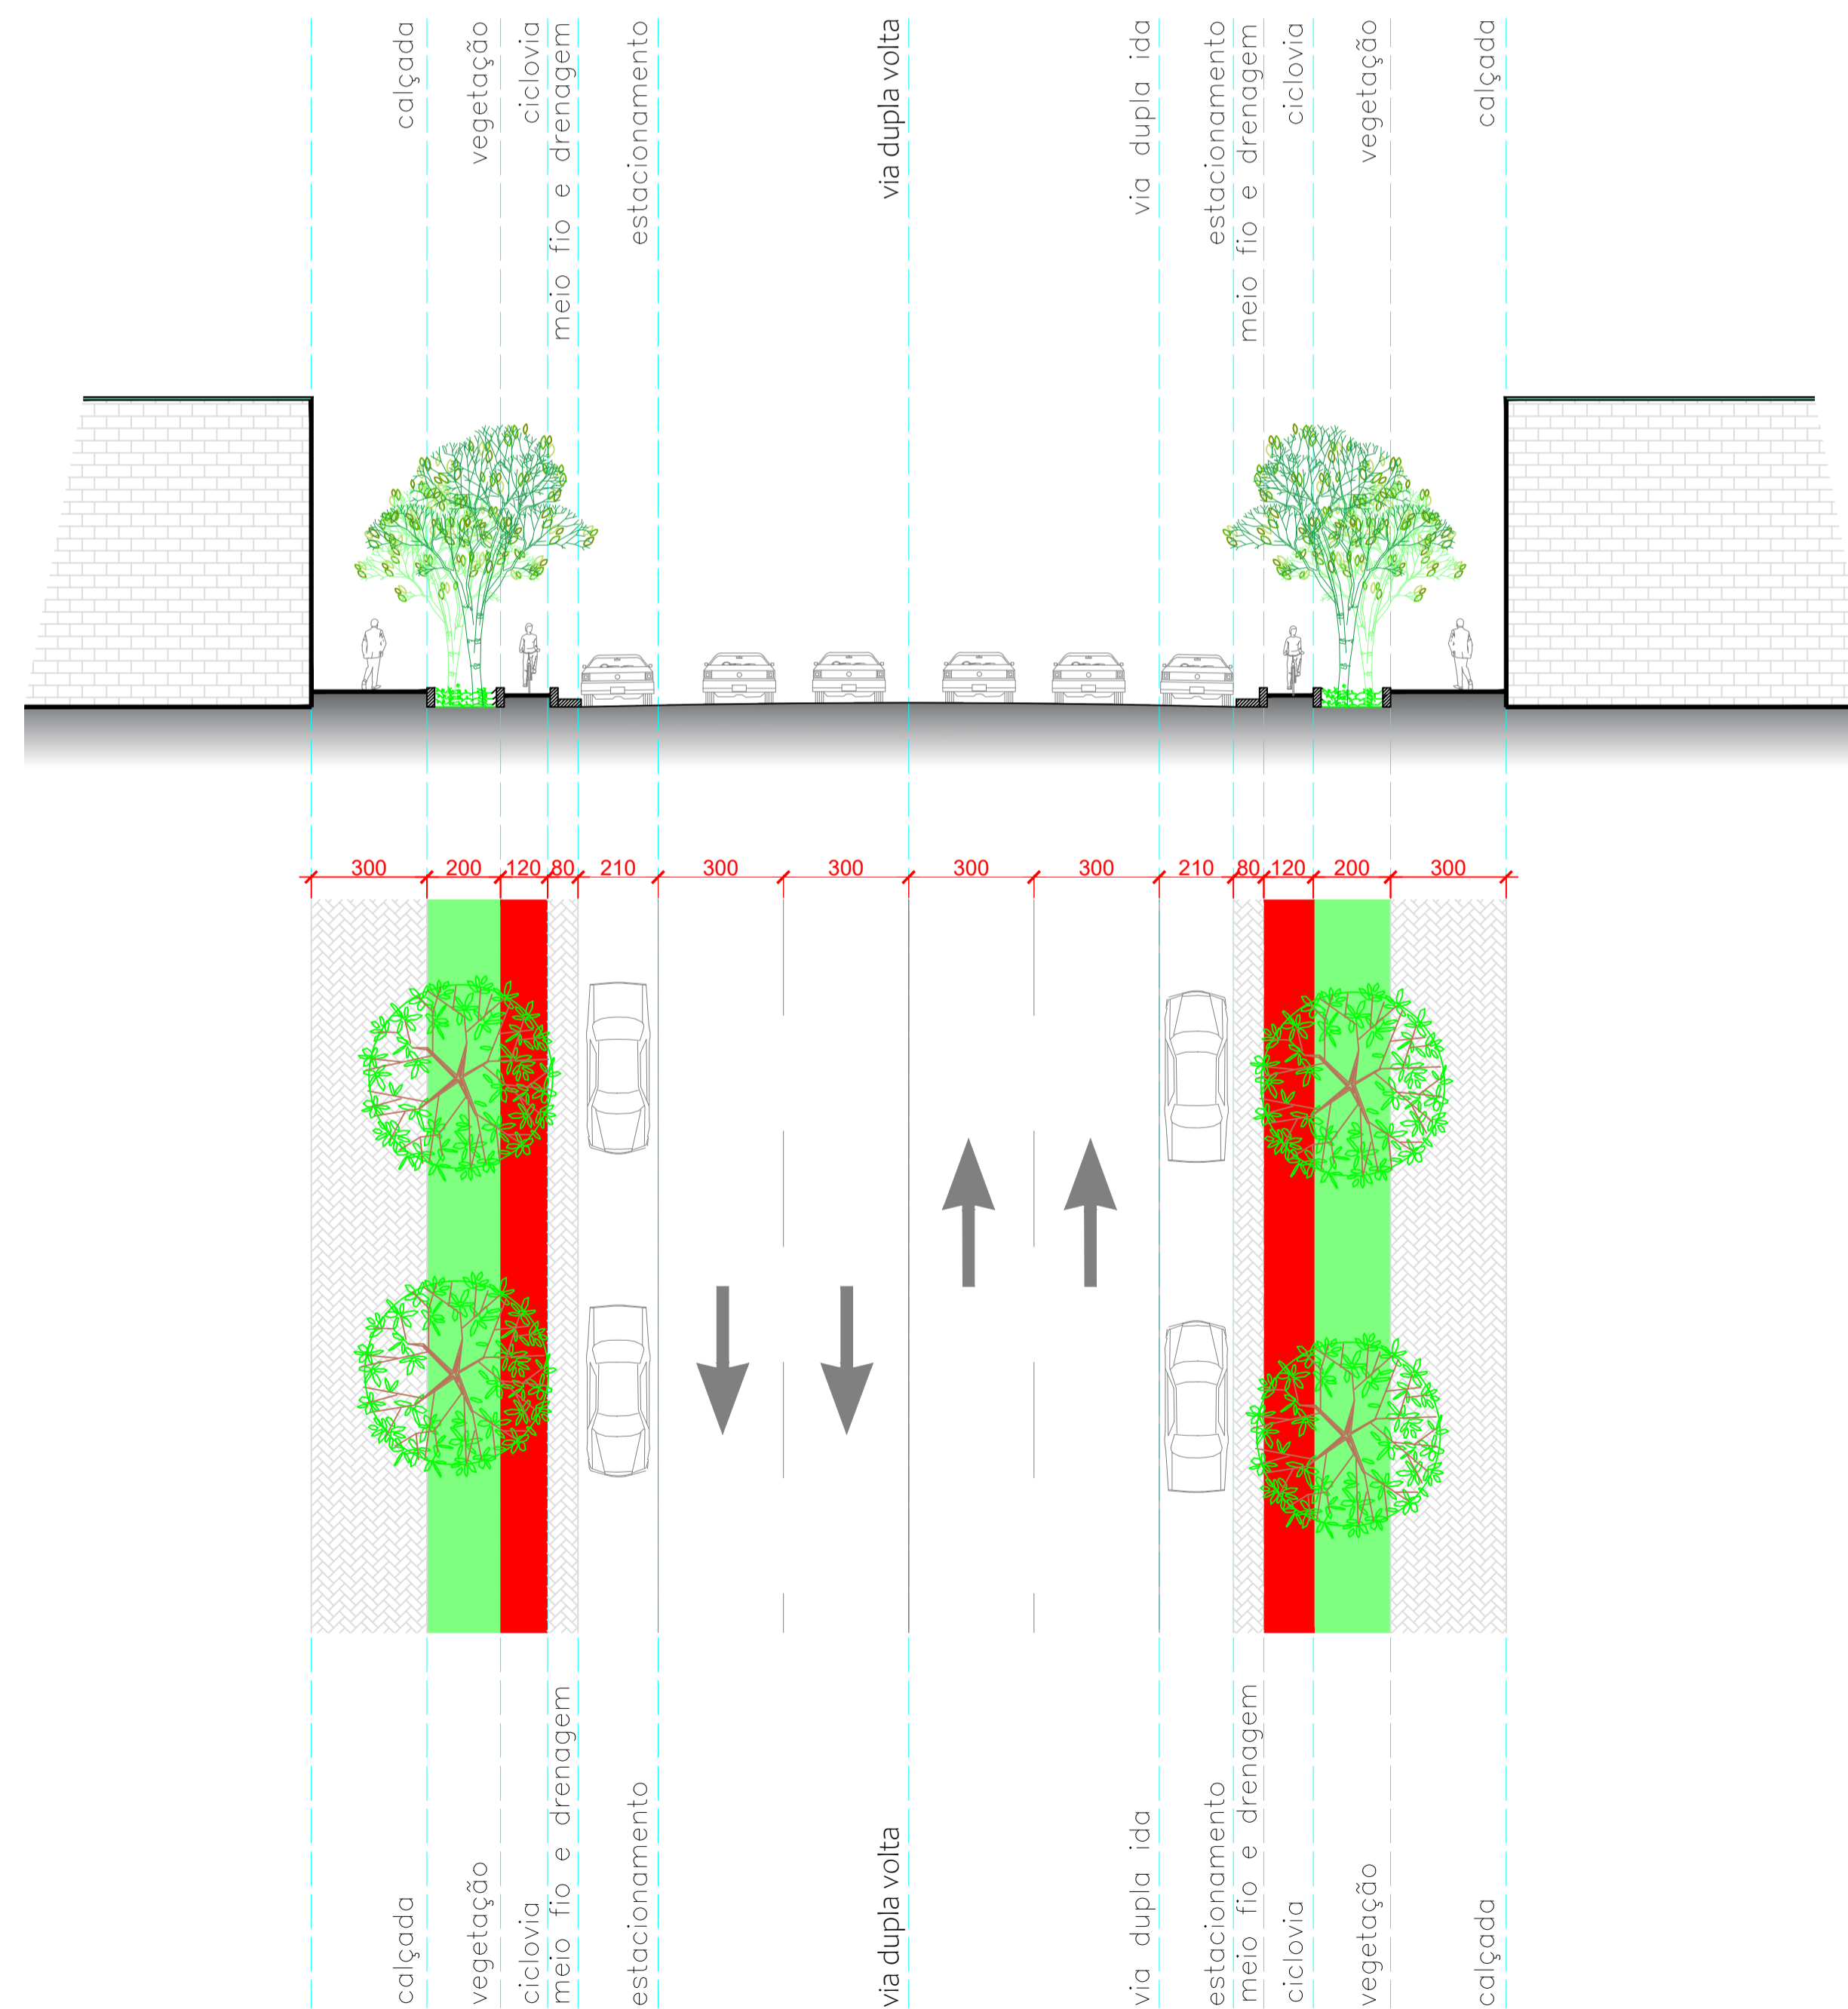 calçada
vegetação
ciclovia
meio fio e drenagem
estacionamento
via dupla volta
via dupla ida
estacionamento
meio fio e drenagem
ciclovia
vegetação
calçada
300 200 120 80 210 300 300 300 300 210 80 120 200 300
calçada
vegetação
ciclovia
meio fio e drenagem
estacionamento
via dupla volta
via dupla ida
estacionamento
meio fio e drenagem
ciclovia
vegetação
calçada